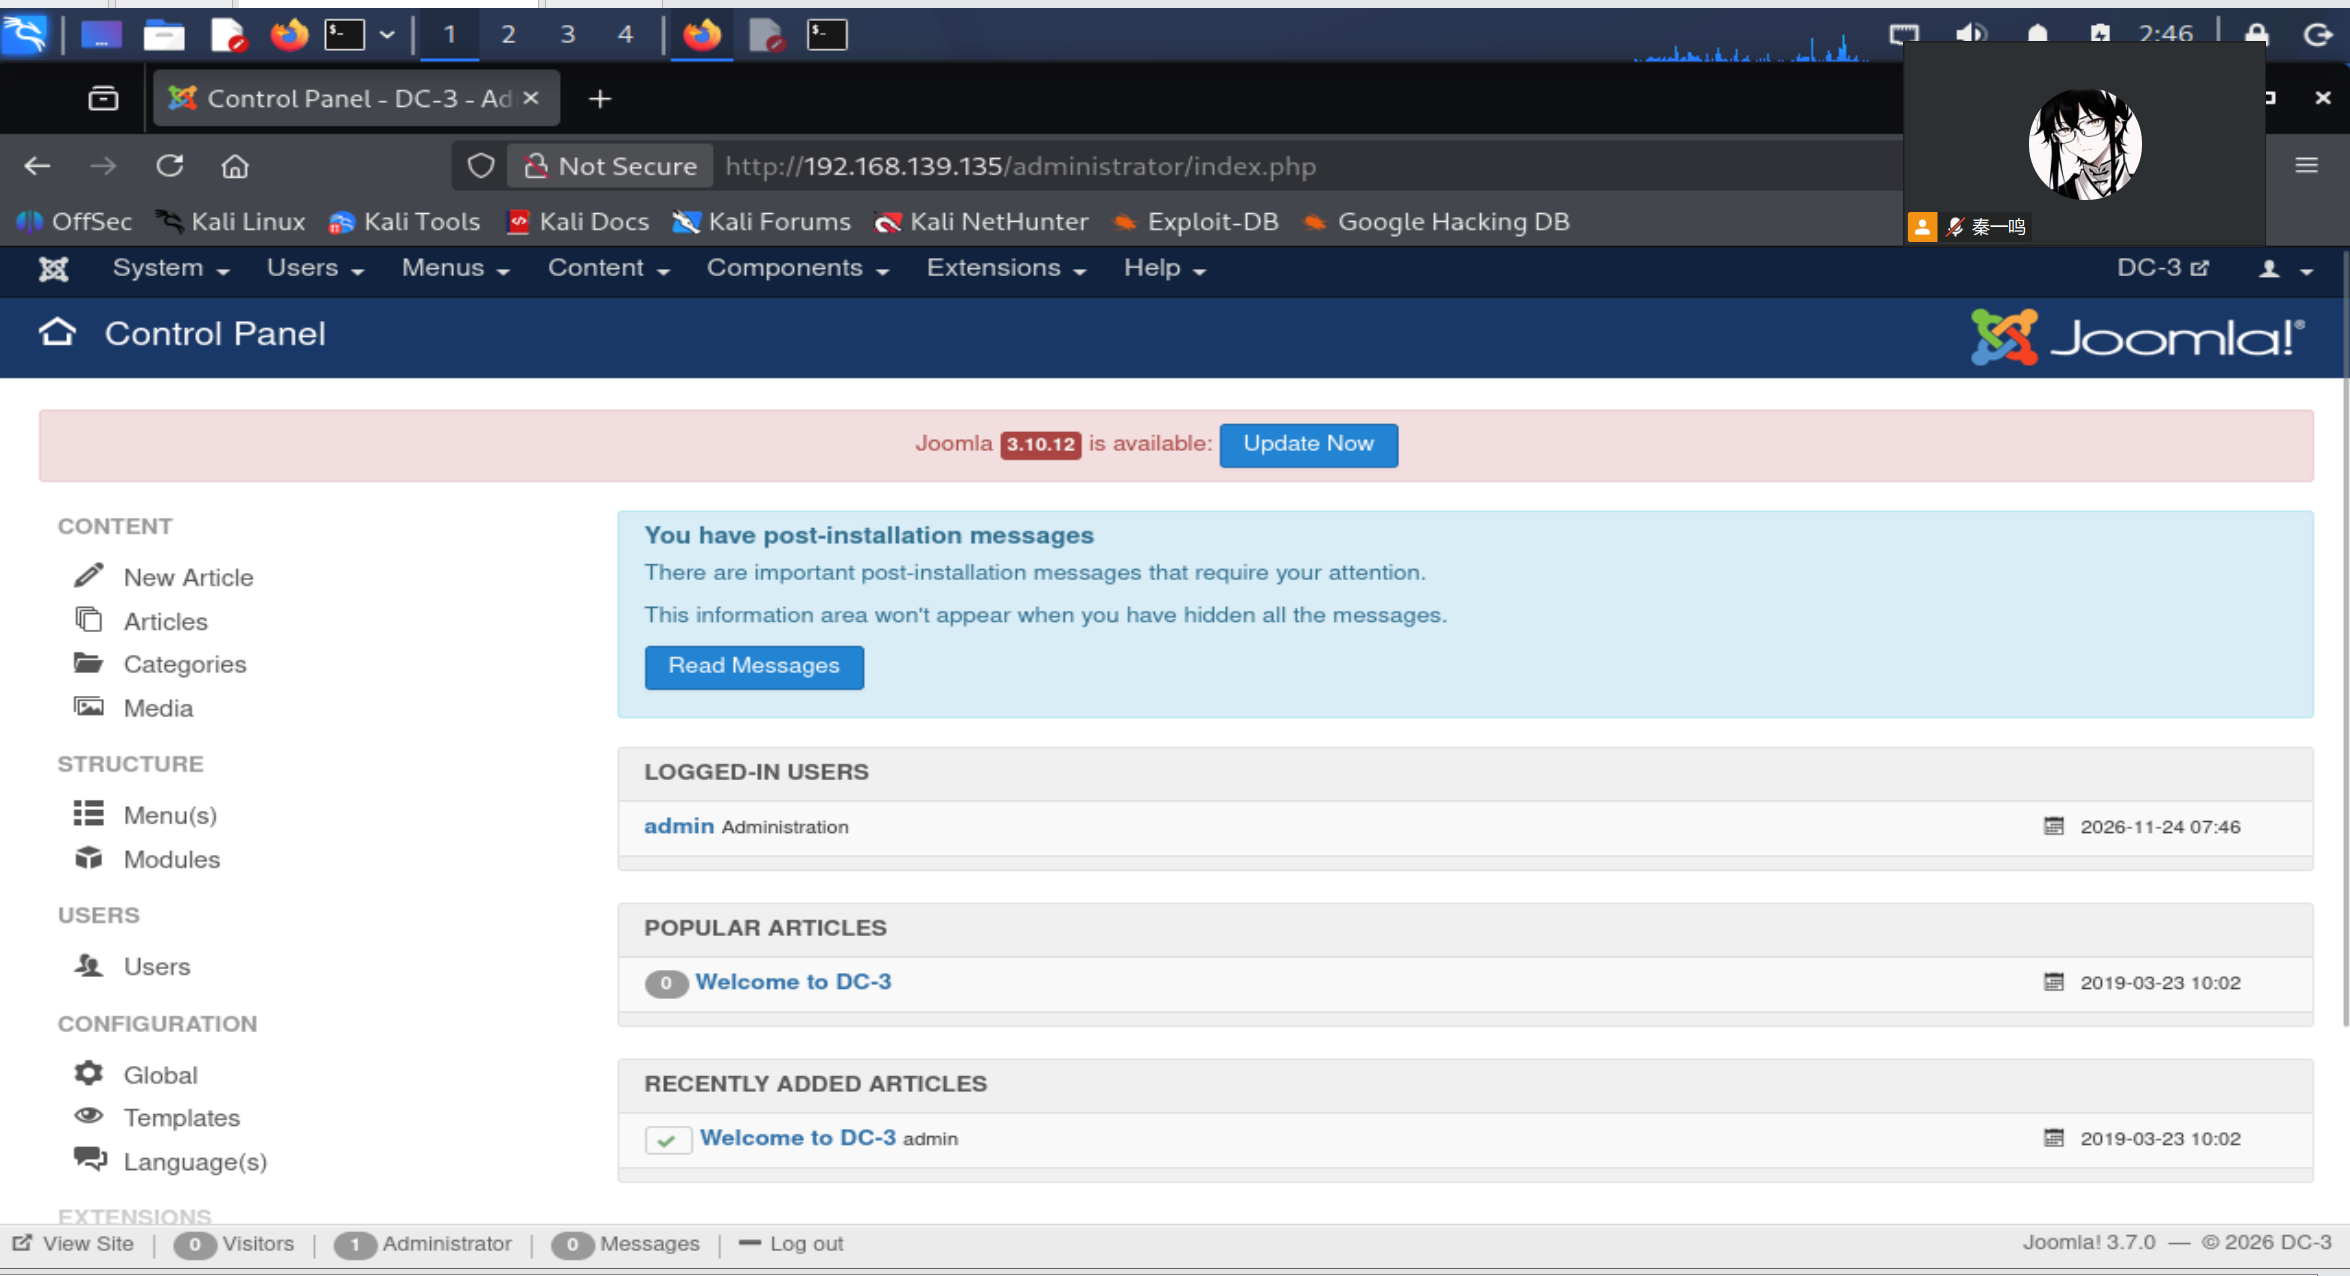 1 2 3 4 2:46
Control Panel - DC-3 - Ad
Not Secure http://192.168.139.135/administrator/index.php
OffSec Kali Linux Kali Tools Kali Docs Kali Forums Kali NetHunter Exploit-DB Google Hacking DB
秦一鸣
System Users Menus Content Components Extensions Help DC-3
Control Panel Joomla!®
Joomla 3.10.12 is available: Update Now
CONTENT
New Article
Articles
Categories
Media
STRUCTURE
Menu(s)
Modules
USERS
Users
CONFIGURATION
Global
Templates
Language(s)
EXTENSIONS
You have post-installation messages
There are important post-installation messages that require your attention.
This information area won't appear when you have hidden all the messages.
Read Messages
LOGGED-IN USERS
admin Administration 2026-11-24 07:46
POPULAR ARTICLES
0 Welcome to DC-3 2019-03-23 10:02
RECENTLY ADDED ARTICLES
Welcome to DC-3 admin 2019-03-23 10:02
View Site 0 Visitors 1 Administrator 0 Messages Log out Joomla! 3.7.0 — © 2026 DC-3